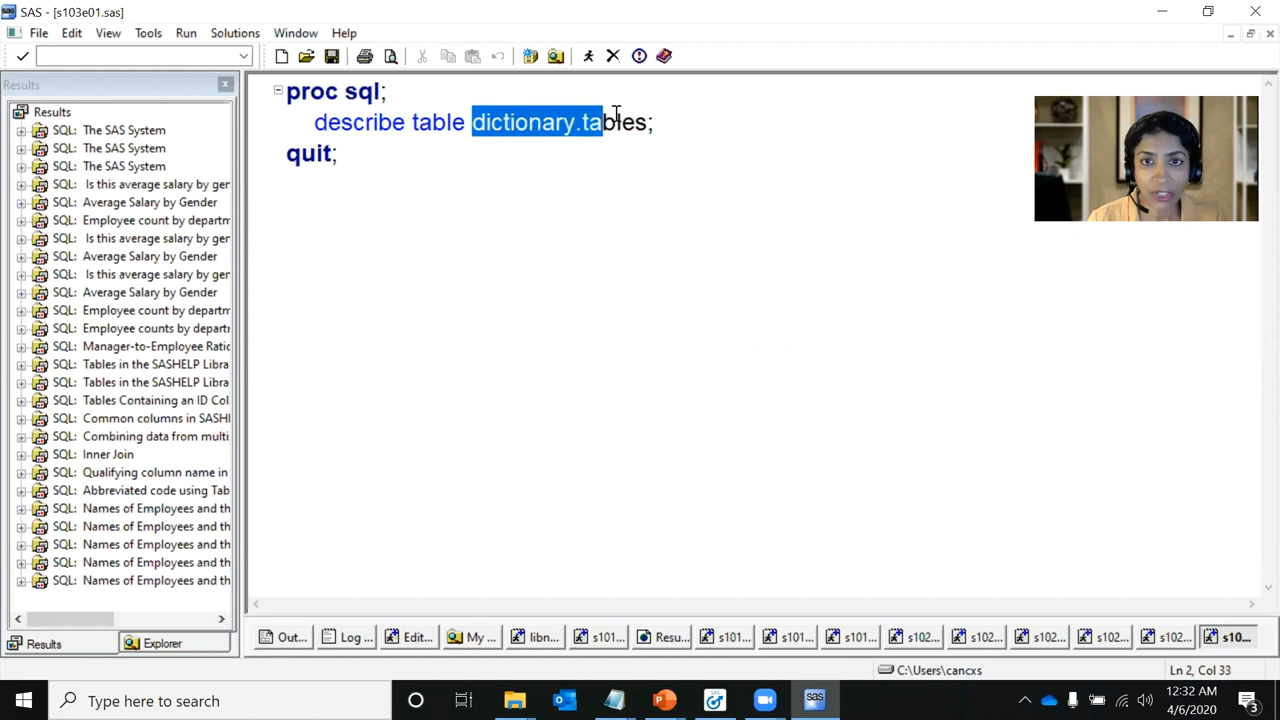 SAS - [s103e01.sas]
File Edit View Tools Run Solutions Window Help
Results
Results
SQL: The SAS System
SQL: The SAS System
SQL: The SAS System
SQL: Is this average salary by ger
SQL: Average Salary by Gender
SQL: Employee count by departm
SQL: Is this average salary by ger
SQL: Average Salary by Gender
SQL: Is this average salary by ger
SQL: Average Salary by Gender
SQL: Employee count by departm
SQL: Employee counts by depart
SQL: Manager-to-Employee Ratio
SQL: Tables in the SASHELP Libra
SQL: Tables in the SASHELP Libra
SQL: Tables Containing an ID Col
SQL: Common columns in SASHI
SQL: Combining data from multi
SQL: Inner Join
SQL: Qualifying column name in
SQL: Abbreviated code using Tab
SQL: Names of Employees and th
SQL: Names of Employees and th
SQL: Names of Employees and th
SQL: Names of Employees and th
SQL: Names of Employees and th
Results Explorer
proc sql;
describe table dictionary.tables;
quit;
Out... Log ... Edit... My ... libn... s101... Resu... s101... s101... s101... s102... s102... s102... s102... s102... s10...
C:\Users\cancxs Ln 2, Col 33
Type here to search
sas
12:32 AM
4/6/2020
3